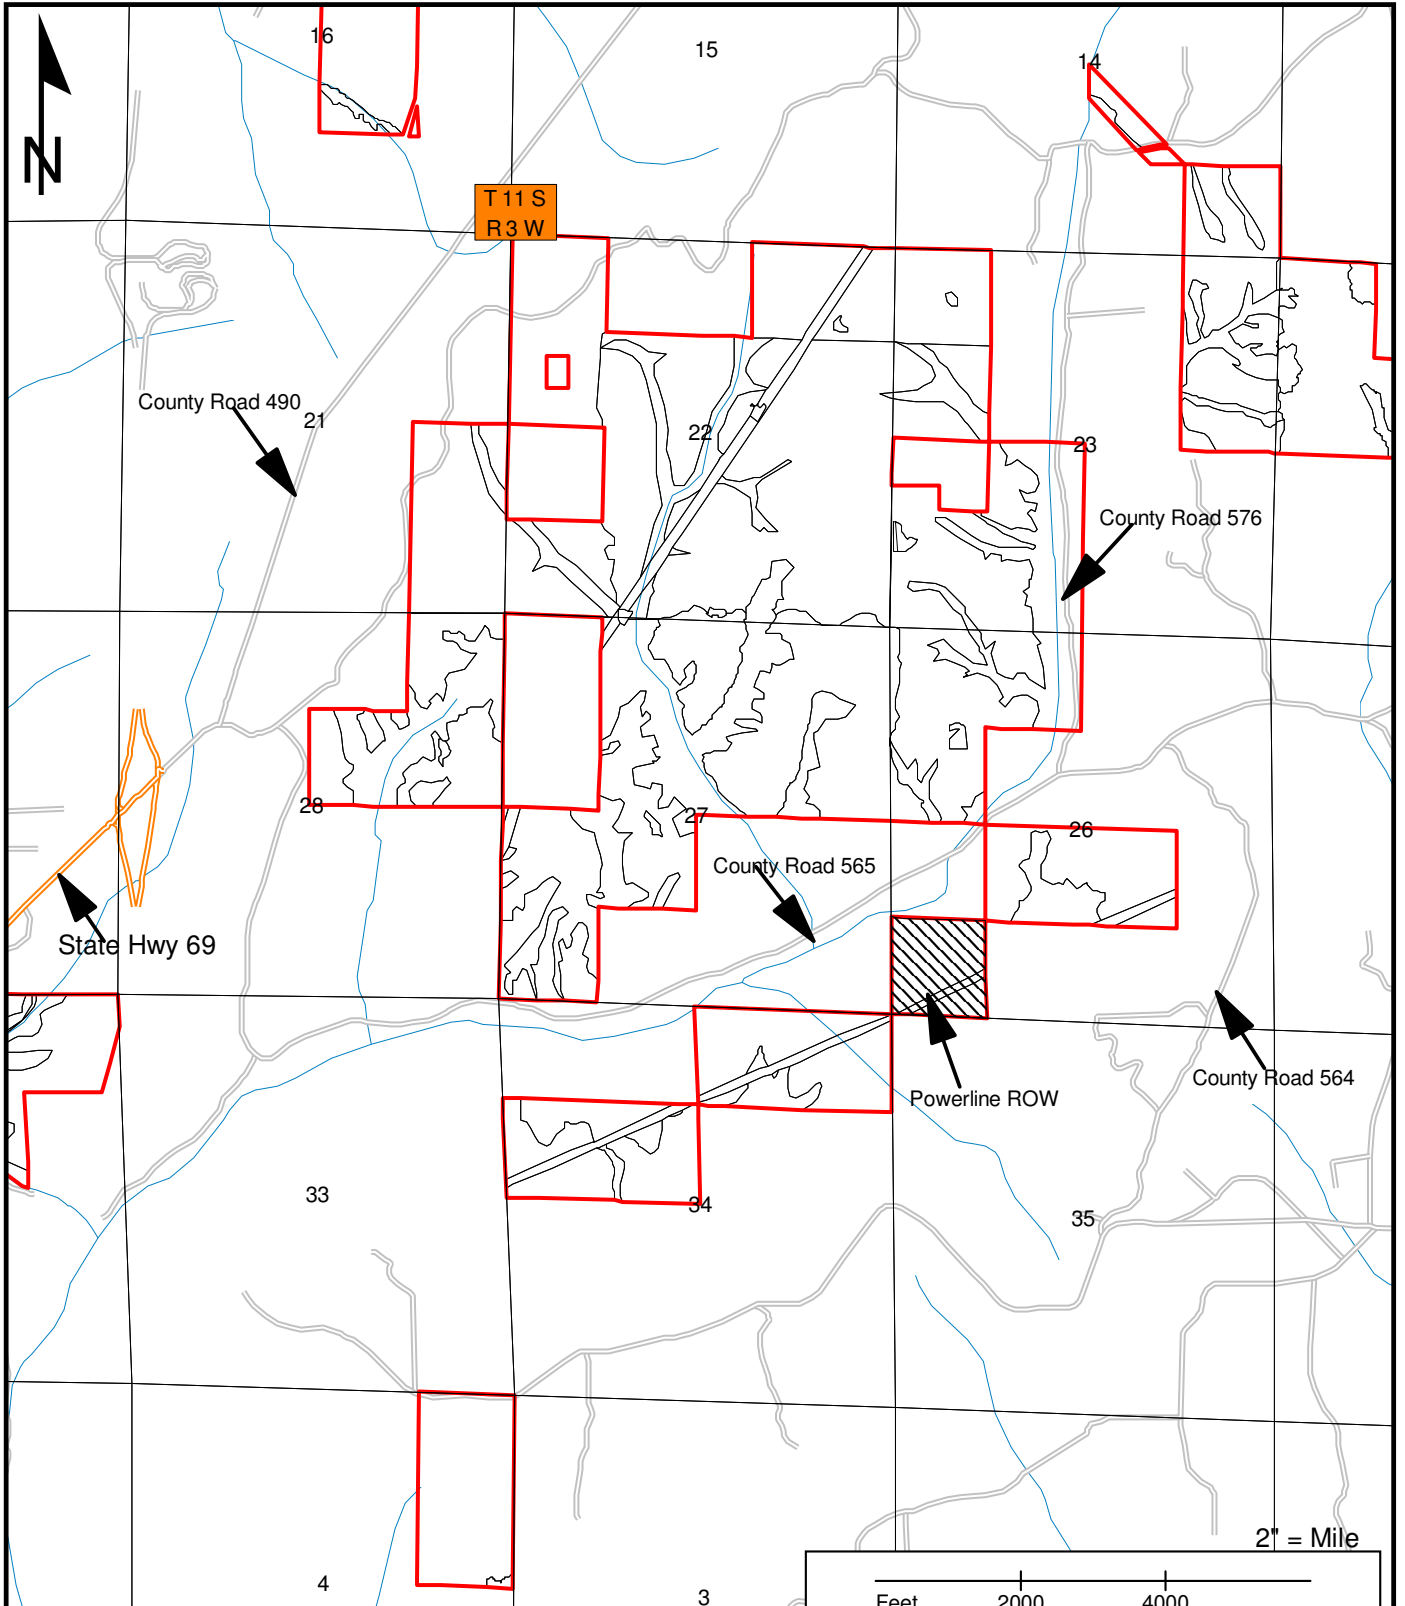 16
15
14
N
T 11 S
R 3 W
County Road 490
21
22
23
County Road 576
28
27
26
County Road 565
State Hwy 69
County Road 564
Powerline ROW
33
34
35
2" = Mile
4
3
Feet 2000 4000